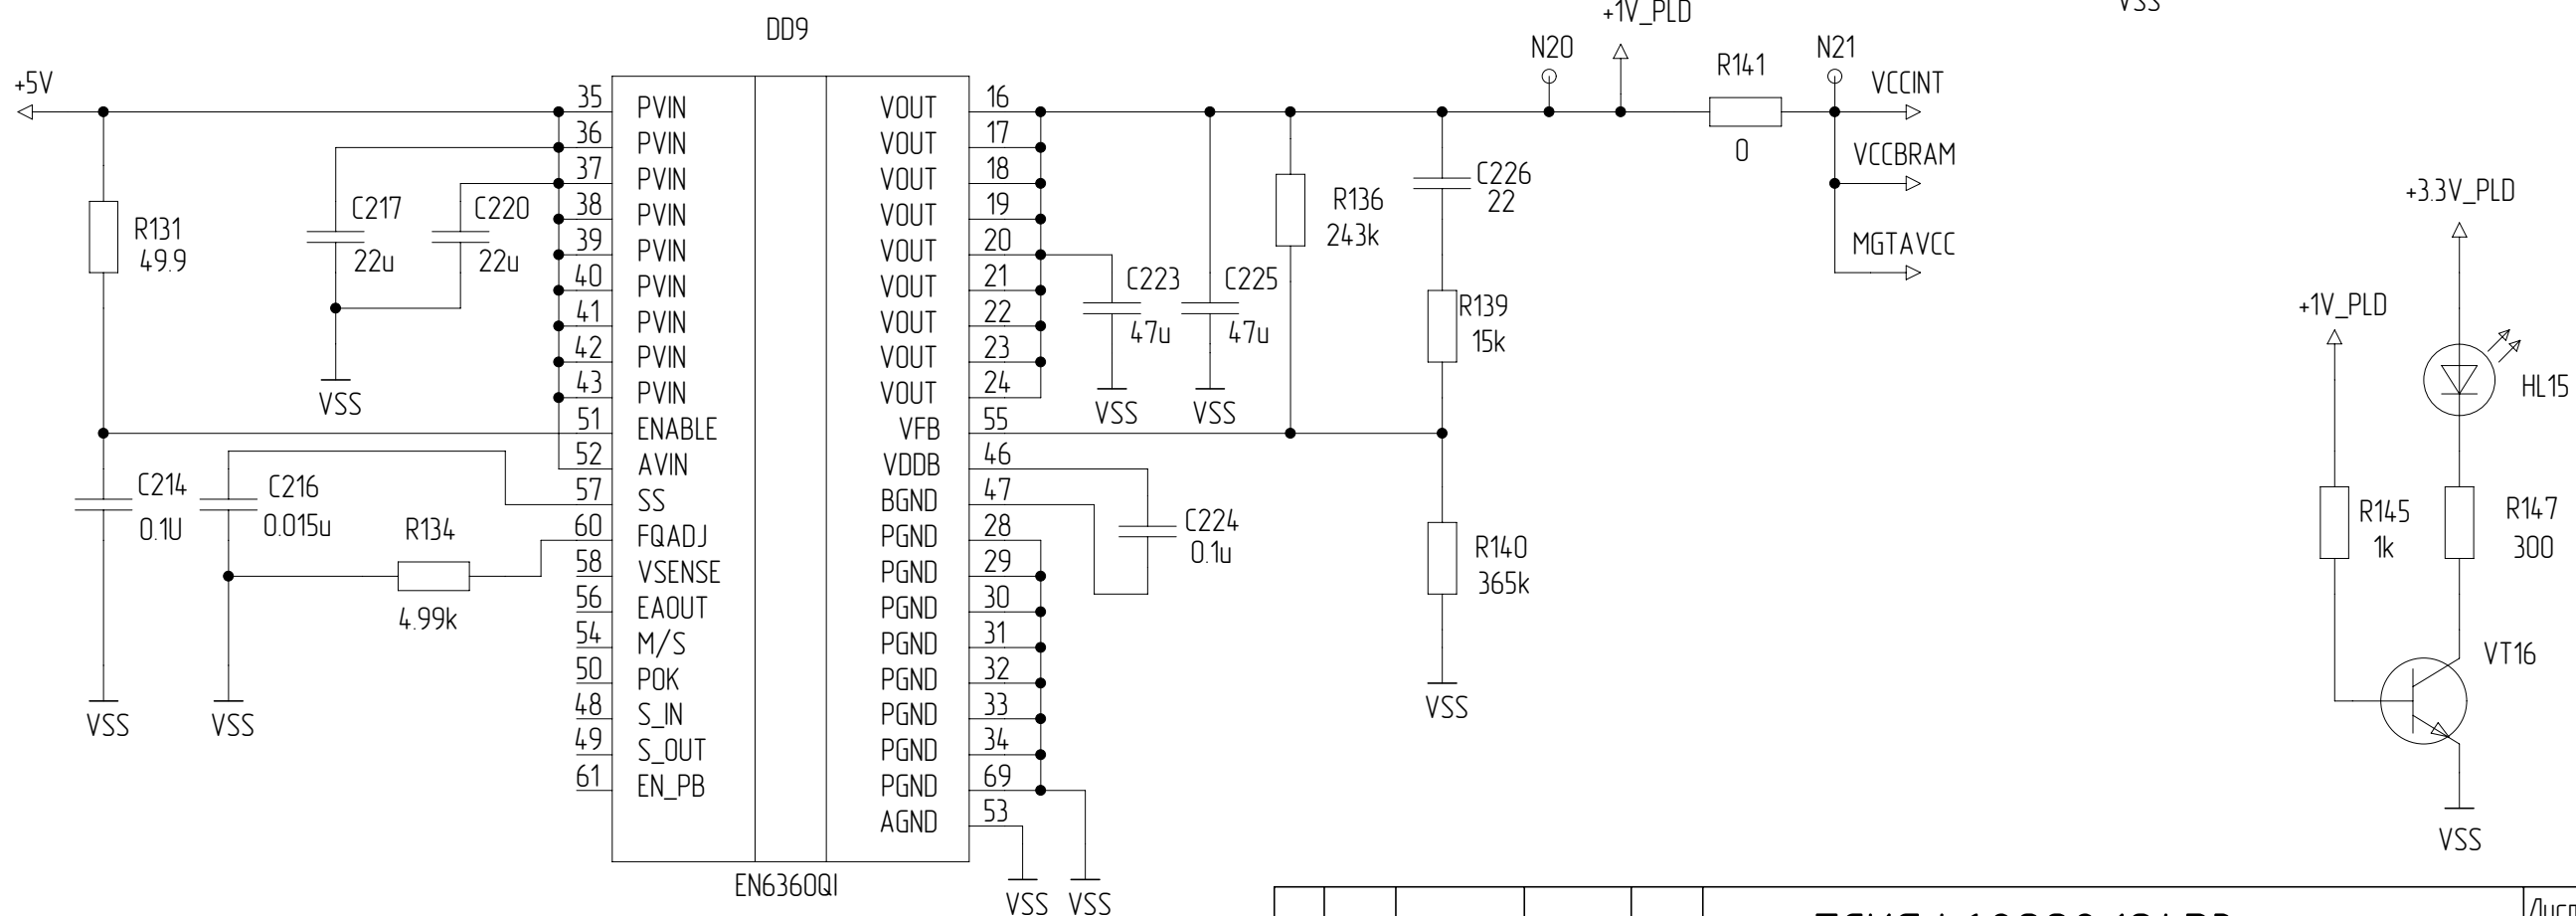 DD9
+1V_PLD
VSS
+5V
N20
R141
0
N21
VCCINT
VCCBRAM
MGTAVCC
35 PVIN VOUT 16
36 PVIN VOUT 17
37 PVIN VOUT 18
38 PVIN VOUT 19
39 PVIN VOUT 20
40 PVIN VOUT 21
41 PVIN VOUT 22
42 PVIN VOUT 23
43 PVIN VOUT 24
51 ENABLE VFB 55
52 AVIN VDDB 46
57 SS BGND 47
60 FQADJ PGND 28
58 VSENSE PGND 29
56 EAOUT PGND 30
54 M/S PGND 31
50 POK PGND 32
48 S_IN PGND 33
49 S_OUT PGND 34
61 EN_PB PGND 69
AGND 53
EN6360QI
R131
49.9
C217
22u
C220
22u
VSS
C214
0.1U
C216
0.015u
R134
4.99k
VSS
VSS
C223
47u
C225
47u
VSS
VSS
R136
243k
C226
22
R139
15k
C224
0.1u
R140
365k
VSS
VSS
VSS
+3.3V_PLD
+1V_PLD
HL15
R145
1k
R147
300
VT16
VSS